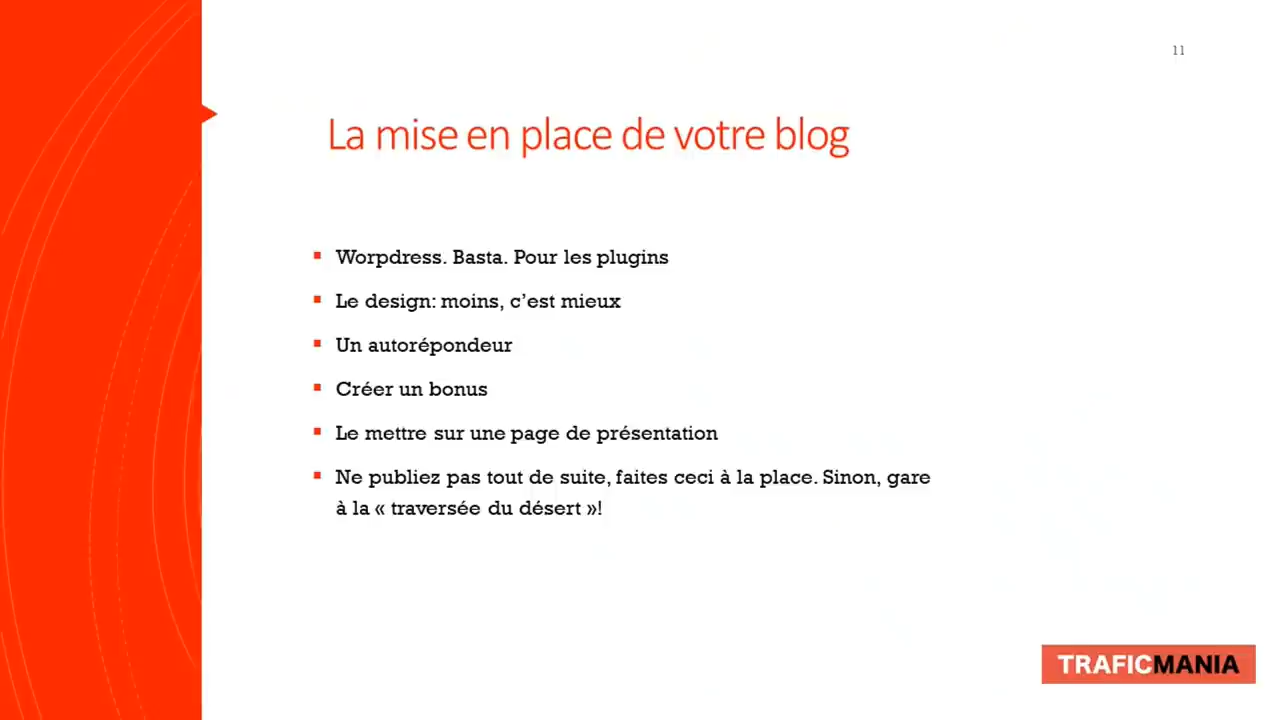 11
La mise en place de votre blog
Worpdress. Basta. Pour les plugins
Le design: moins, c’est mieux
Un autorépondeur
Créer un bonus
Le mettre sur une page de présentation
Ne publiez pas tout de suite, faites ceci à la place. Sinon, gare
à la « traversée du désert »!
TRAFICMANIA